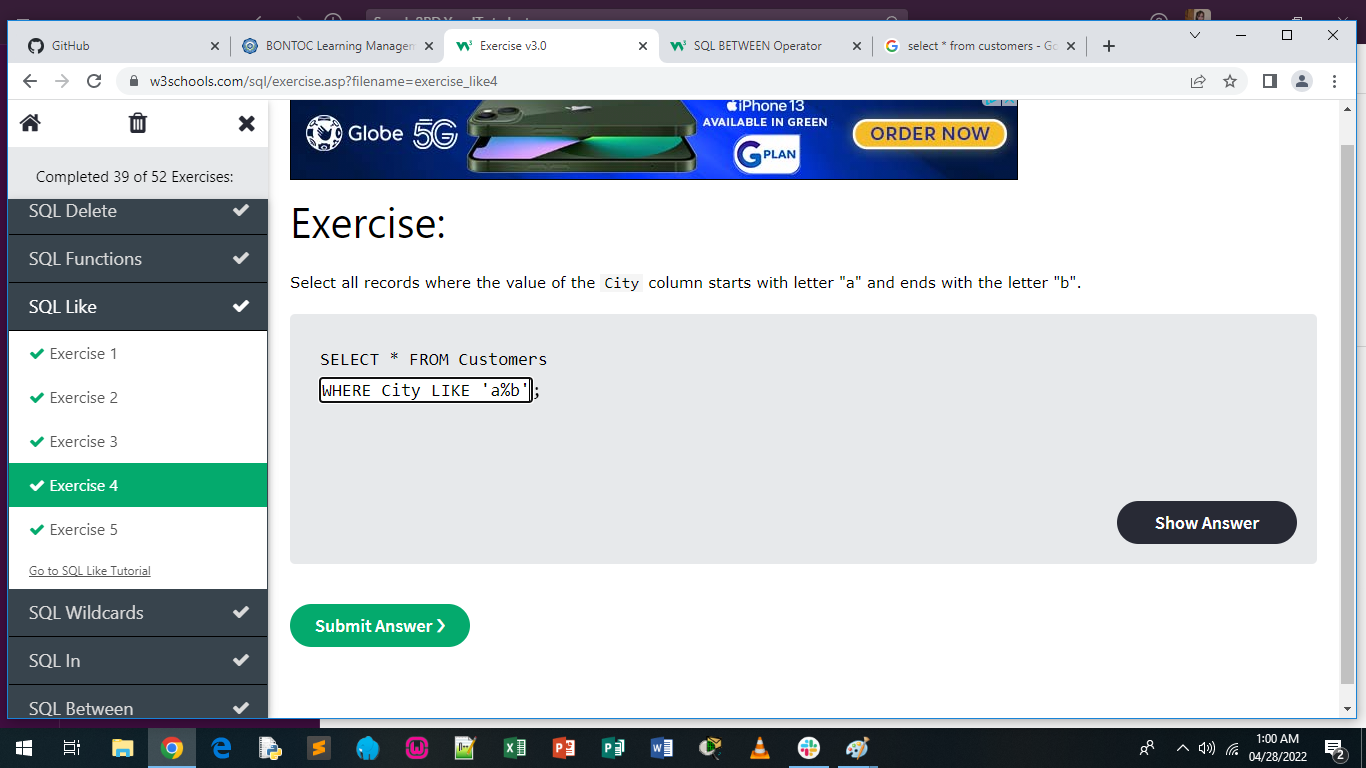 GitHub
BONTOC Learning Managem
Exercise v3.0
SQL BETWEEN Operator
select * from customers - Go
w3schools.com/sql/exercise.asp?filename=exercise_like4
Completed 39 of 52 Exercises:
SQL Delete
SQL Functions
SQL Like
Exercise 1
Exercise 2
Exercise 3
Exercise 4
Exercise 5
Go to SQL Like Tutorial
SQL Wildcards
SQL In
SQL Between
Globe 5G
iPhone 13
AVAILABLE IN GREEN
G PLAN
ORDER NOW
Exercise:
Select all records where the value of the City column starts with letter "a" and ends with the letter "b".
SELECT * FROM Customers
WHERE City LIKE 'a%b';
Show Answer
Submit Answer ❯
1:00 AM
04/28/2022
2